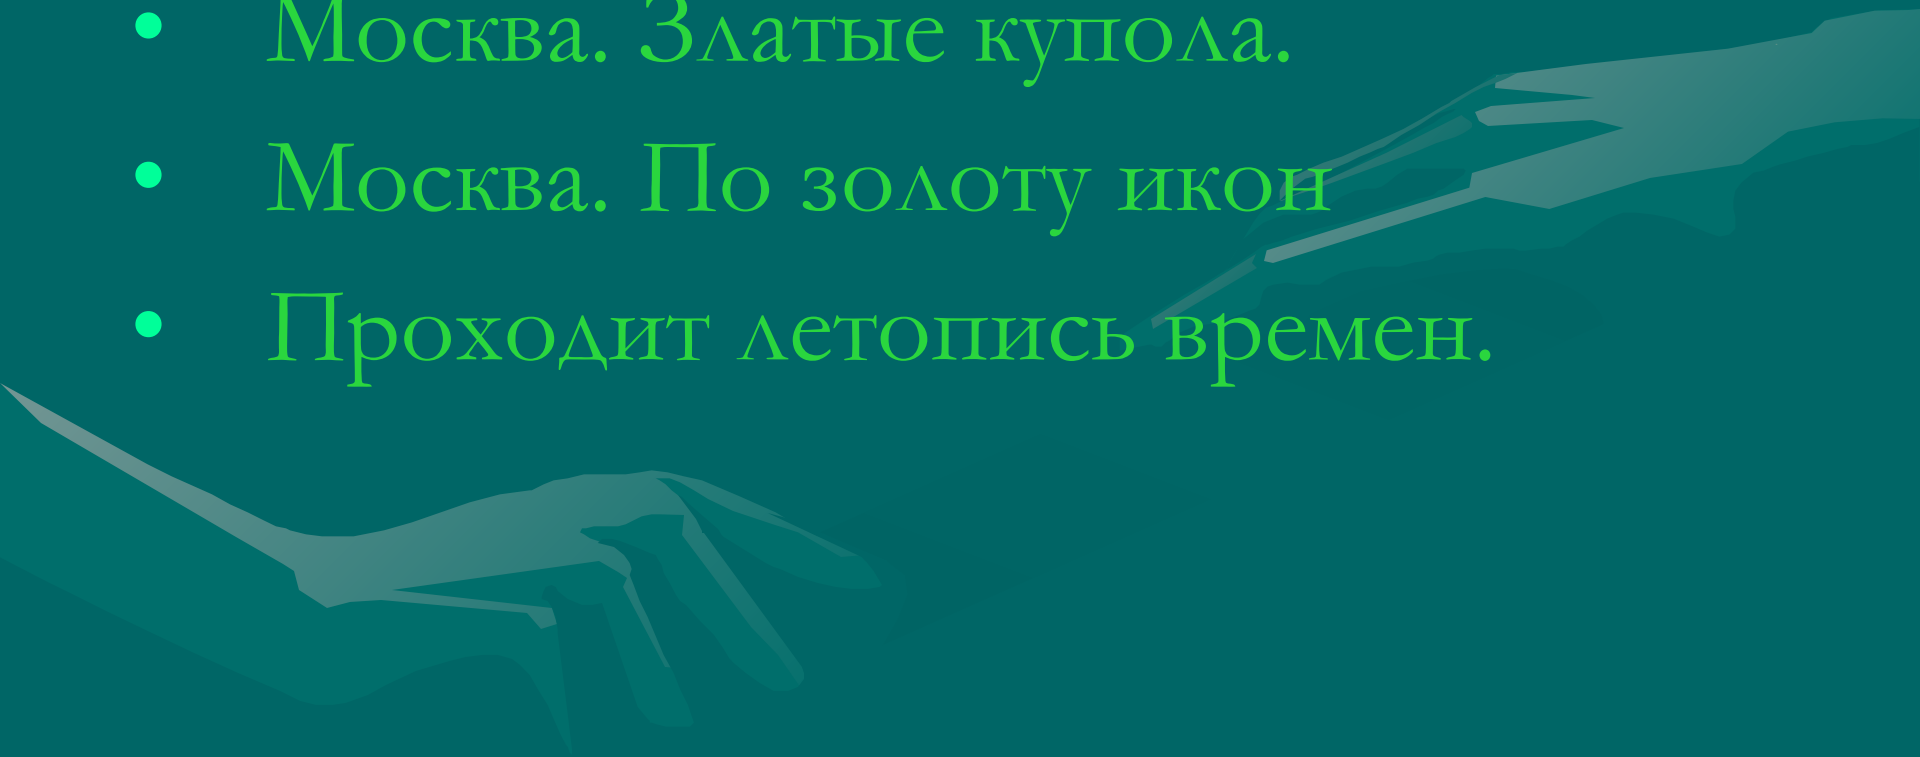 • Москва. Златые купола.
• Москва. По золоту икон
• Проходит летопись времен.